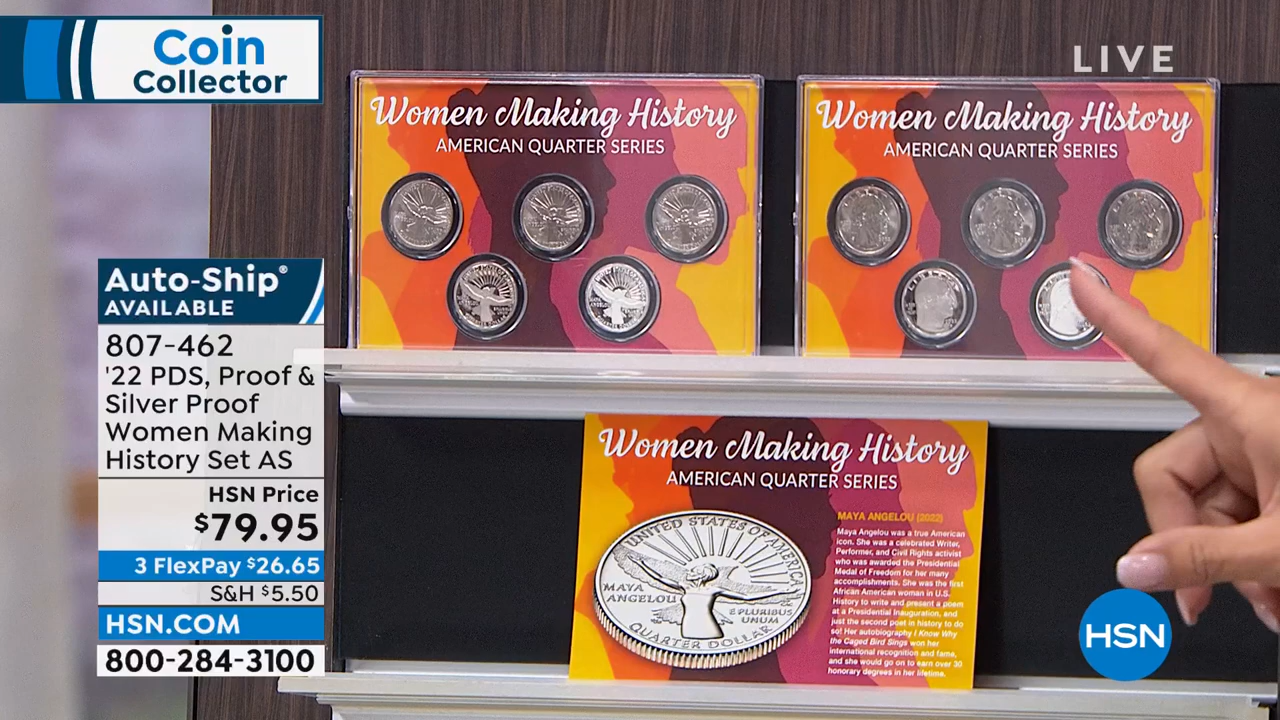 Coin
Collector
LIVE
Women Making History
AMERICAN QUARTER SERIES
Women Making History
AMERICAN QUARTER SERIES
Auto-Ship®
AVAILABLE
807-462
'22 PDS, Proof &
Silver Proof
Women Making
History Set AS
HSN Price
$79.95
3 FlexPay $26.65
S&H $5.50
HSN.COM
800-284-3100
Women Making History
AMERICAN QUARTER SERIES
UNITED STATES OF AMERICA
MAYA
ANGELOU
E PLURIBUS
UNUM
QUARTER DOLLAR
MAYA ANGELOU (2022)
Maya Angelou was a true American
icon. She was a celebrated Writer,
Performer, and Civil Rights activist
who was awarded the Presidential
Medal of Freedom for her many
accomplishments. She was the first
African American woman in U.S.
History to write and present a poem
at a Presidential Inauguration, and
just the second poet in history to do
so! Her autobiography I Know Why
the Caged Bird Sings won her
international recognition and fame,
and she would go on to earn over 30
honorary degrees in her lifetime.
HSN